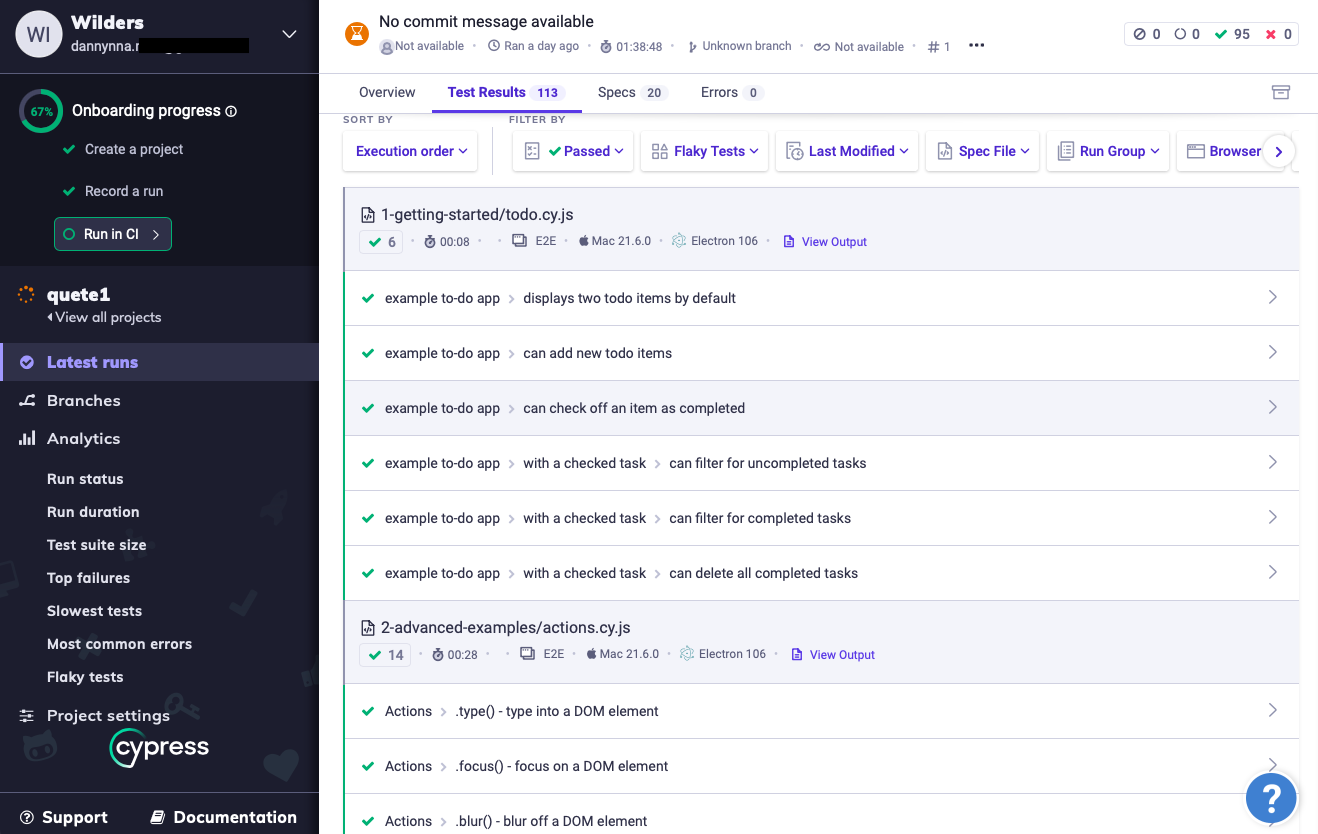 WI
Wilders
dannynna.r
67%
Onboarding progress
Create a project
Record a run
Run in CI
quete1
View all projects
Latest runs
Branches
Analytics
Run status
Run duration
Test suite size
Top failures
Slowest tests
Most common errors
Flaky tests
Project settings
cypress
Support
Documentation
No commit message available
Not available • Ran a day ago • 01:38:48 • Unknown branch • Not available • # 1 •••
0 0 95 0
Overview Test Results 113 Specs 20 Errors 0
SORT BY FILTER BY
Execution order Passed Flaky Tests Last Modified Spec File Run Group Browser
1-getting-started/todo.cy.js
6 • 00:08 • • E2E • Mac 21.6.0 • Electron 106 • View Output
example to-do app > displays two todo items by default
example to-do app > can add new todo items
example to-do app > can check off an item as completed
example to-do app > with a checked task > can filter for uncompleted tasks
example to-do app > with a checked task > can filter for completed tasks
example to-do app > with a checked task > can delete all completed tasks
2-advanced-examples/actions.cy.js
14 • 00:28 • • E2E • Mac 21.6.0 • Electron 106 • View Output
Actions > .type() - type into a DOM element
Actions > .focus() - focus on a DOM element
Actions > .blur() - blur off a DOM element
?